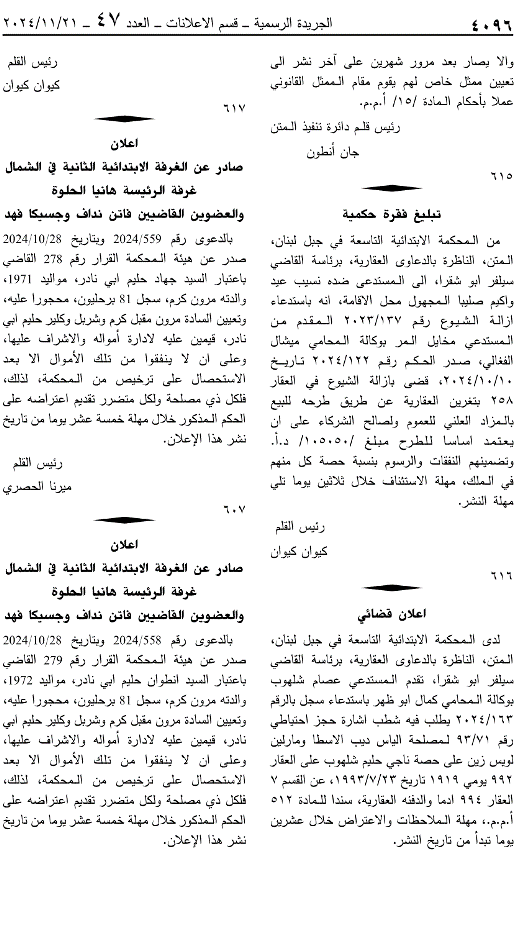 ٤٠٩٦
الجريدة الرسمية ــ قسم الاعلانات ــ العدد ٤٧ ــ ٢٠٢٤/١١/٢١
والا يصار بعد مرور شهرين على آخر نشر الى
تعيين ممثل خاص لهم يقوم مقام الممثل القانوني
عملا بأحكام المادة /١٥/ أ.م.م.
رئيس قلم دائرة تنفيذ المتن
جان أنطون
٦١٥
تبليغ فقرة حكمية
من المحكمة الابتدائية التاسعة في جبل لبنان،
المتن، الناظرة بالدعاوى العقارية، برئاسة القاضي
سيلفر ابو شقرا، الى المستدعى ضده نسيب عيد
واكيم صليبا المجهول محل الاقامة، انه باستدعاء
ازالة الشيوع رقم ٢٠٢٣/١٣٧ المقدم من
المستدعي مخايل المر بوكالة المحامي ميشال
الفغالي، صدر الحكم رقم ٢٠٢٤/١٢٢ تاريخ
٢٠٢٤/١٠/١٠، قضى بازالة الشيوع في العقار
٢٥٨ بتغرين العقارية عن طريق طرحه للبيع
بالمزاد العلني للعموم ولصالح الشركاء على ان
يعتمد اساسا للطرح مبلغ /١٠٥٠٥٠/ د.أ.
وتضمينهم النفقات والرسوم بنسبة حصة كل منهم
في الملك، مهلة الاستئناف خلال ثلاثين يوما تلي
مهلة النشر.
رئيس القلم
كيوان كيوان
٦١٦
اعلان قضائي
لدى المحكمة الابتدائية التاسعة في جبل لبنان،
المتن، الناظرة بالدعاوى العقارية، برئاسة القاضي
سيلفر ابو شقرا، تقدم المستدعي عصام شلهوب
بوكالة المحامي كمال ابو ظهر باستدعاء سجل بالرقم
٢٠٢٤/١٦٣ يطلب فيه شطب اشارة حجز احتياطي
رقم ٩٣/٧١ لمصلحة الياس ديب الاسطا ومارلين
لويس زين على حصة ناجي حليم شلهوب على العقار
٩٩٢ يومي ١٩١٩ تاريخ ١٩٩٣/٧/٢٣، عن القسم ٧
العقار ٩٩٤ ادما والدفنه العقارية، سندا للمادة ٥١٢
أ.م.م.، مهلة الملاحظات والاعتراض خلال عشرين
يوما تبدأ من تاريخ النشر.
رئيس القلم
كيوان كيوان
٦١٧
اعلان
صادر عن الغرفة الابتدائية الثانية في الشمال
غرفة الرئيسة هانيا الحلوة
والعضوين القاضيين فاتن نداف وجسيكا فهد
بالدعوى رقم 2024/559 وبتاريخ 2024/10/28
صدر عن هيئة المحكمة القرار رقم 278 القاضي
باعتبار السيد جهاد حليم ابي نادر، مواليد 1971،
والدته مرون كرم، سجل 81 برحليون، محجورا عليه،
وتعيين السادة مرون مقبل كرم وشربل وكلير حليم ابي
نادر، قيمين عليه لادارة أمواله والاشراف عليها،
وعلى ان لا ينفقوا من تلك الأموال الا بعد
الاستحصال على ترخيص من المحكمة، لذلك،
فلكل ذي مصلحة ولكل متضرر تقديم اعتراضه على
الحكم المذكور خلال مهلة خمسة عشر يوما من تاريخ
نشر هذا الإعلان.
رئيس القلم
ميرنا الحصري
٦٠٧
اعلان
صادر عن الغرفة الابتدائية الثانية في الشمال
غرفة الرئيسة هانيا الحلوة
والعضوين القاضيين فاتن نداف وجسيكا فهد
بالدعوى رقم 2024/558 وبتاريخ 2024/10/28
صدر عن هيئة المحكمة القرار رقم 279 القاضي
باعتبار السيد انطوان حليم ابي نادر، مواليد 1972،
والدته مرون كرم، سجل 81 برحليون، محجورا عليه،
وتعيين السادة مرون مقبل كرم وشربل وكلير حليم ابي
نادر، قيمين عليه لادارة أمواله والاشراف عليها،
وعلى ان لا ينفقوا من تلك الأموال الا بعد
الاستحصال على ترخيص من المحكمة، لذلك،
فلكل ذي مصلحة ولكل متضرر تقديم اعتراضه على
الحكم المذكور خلال مهلة خمسة عشر يوما من تاريخ
نشر هذا الإعلان.